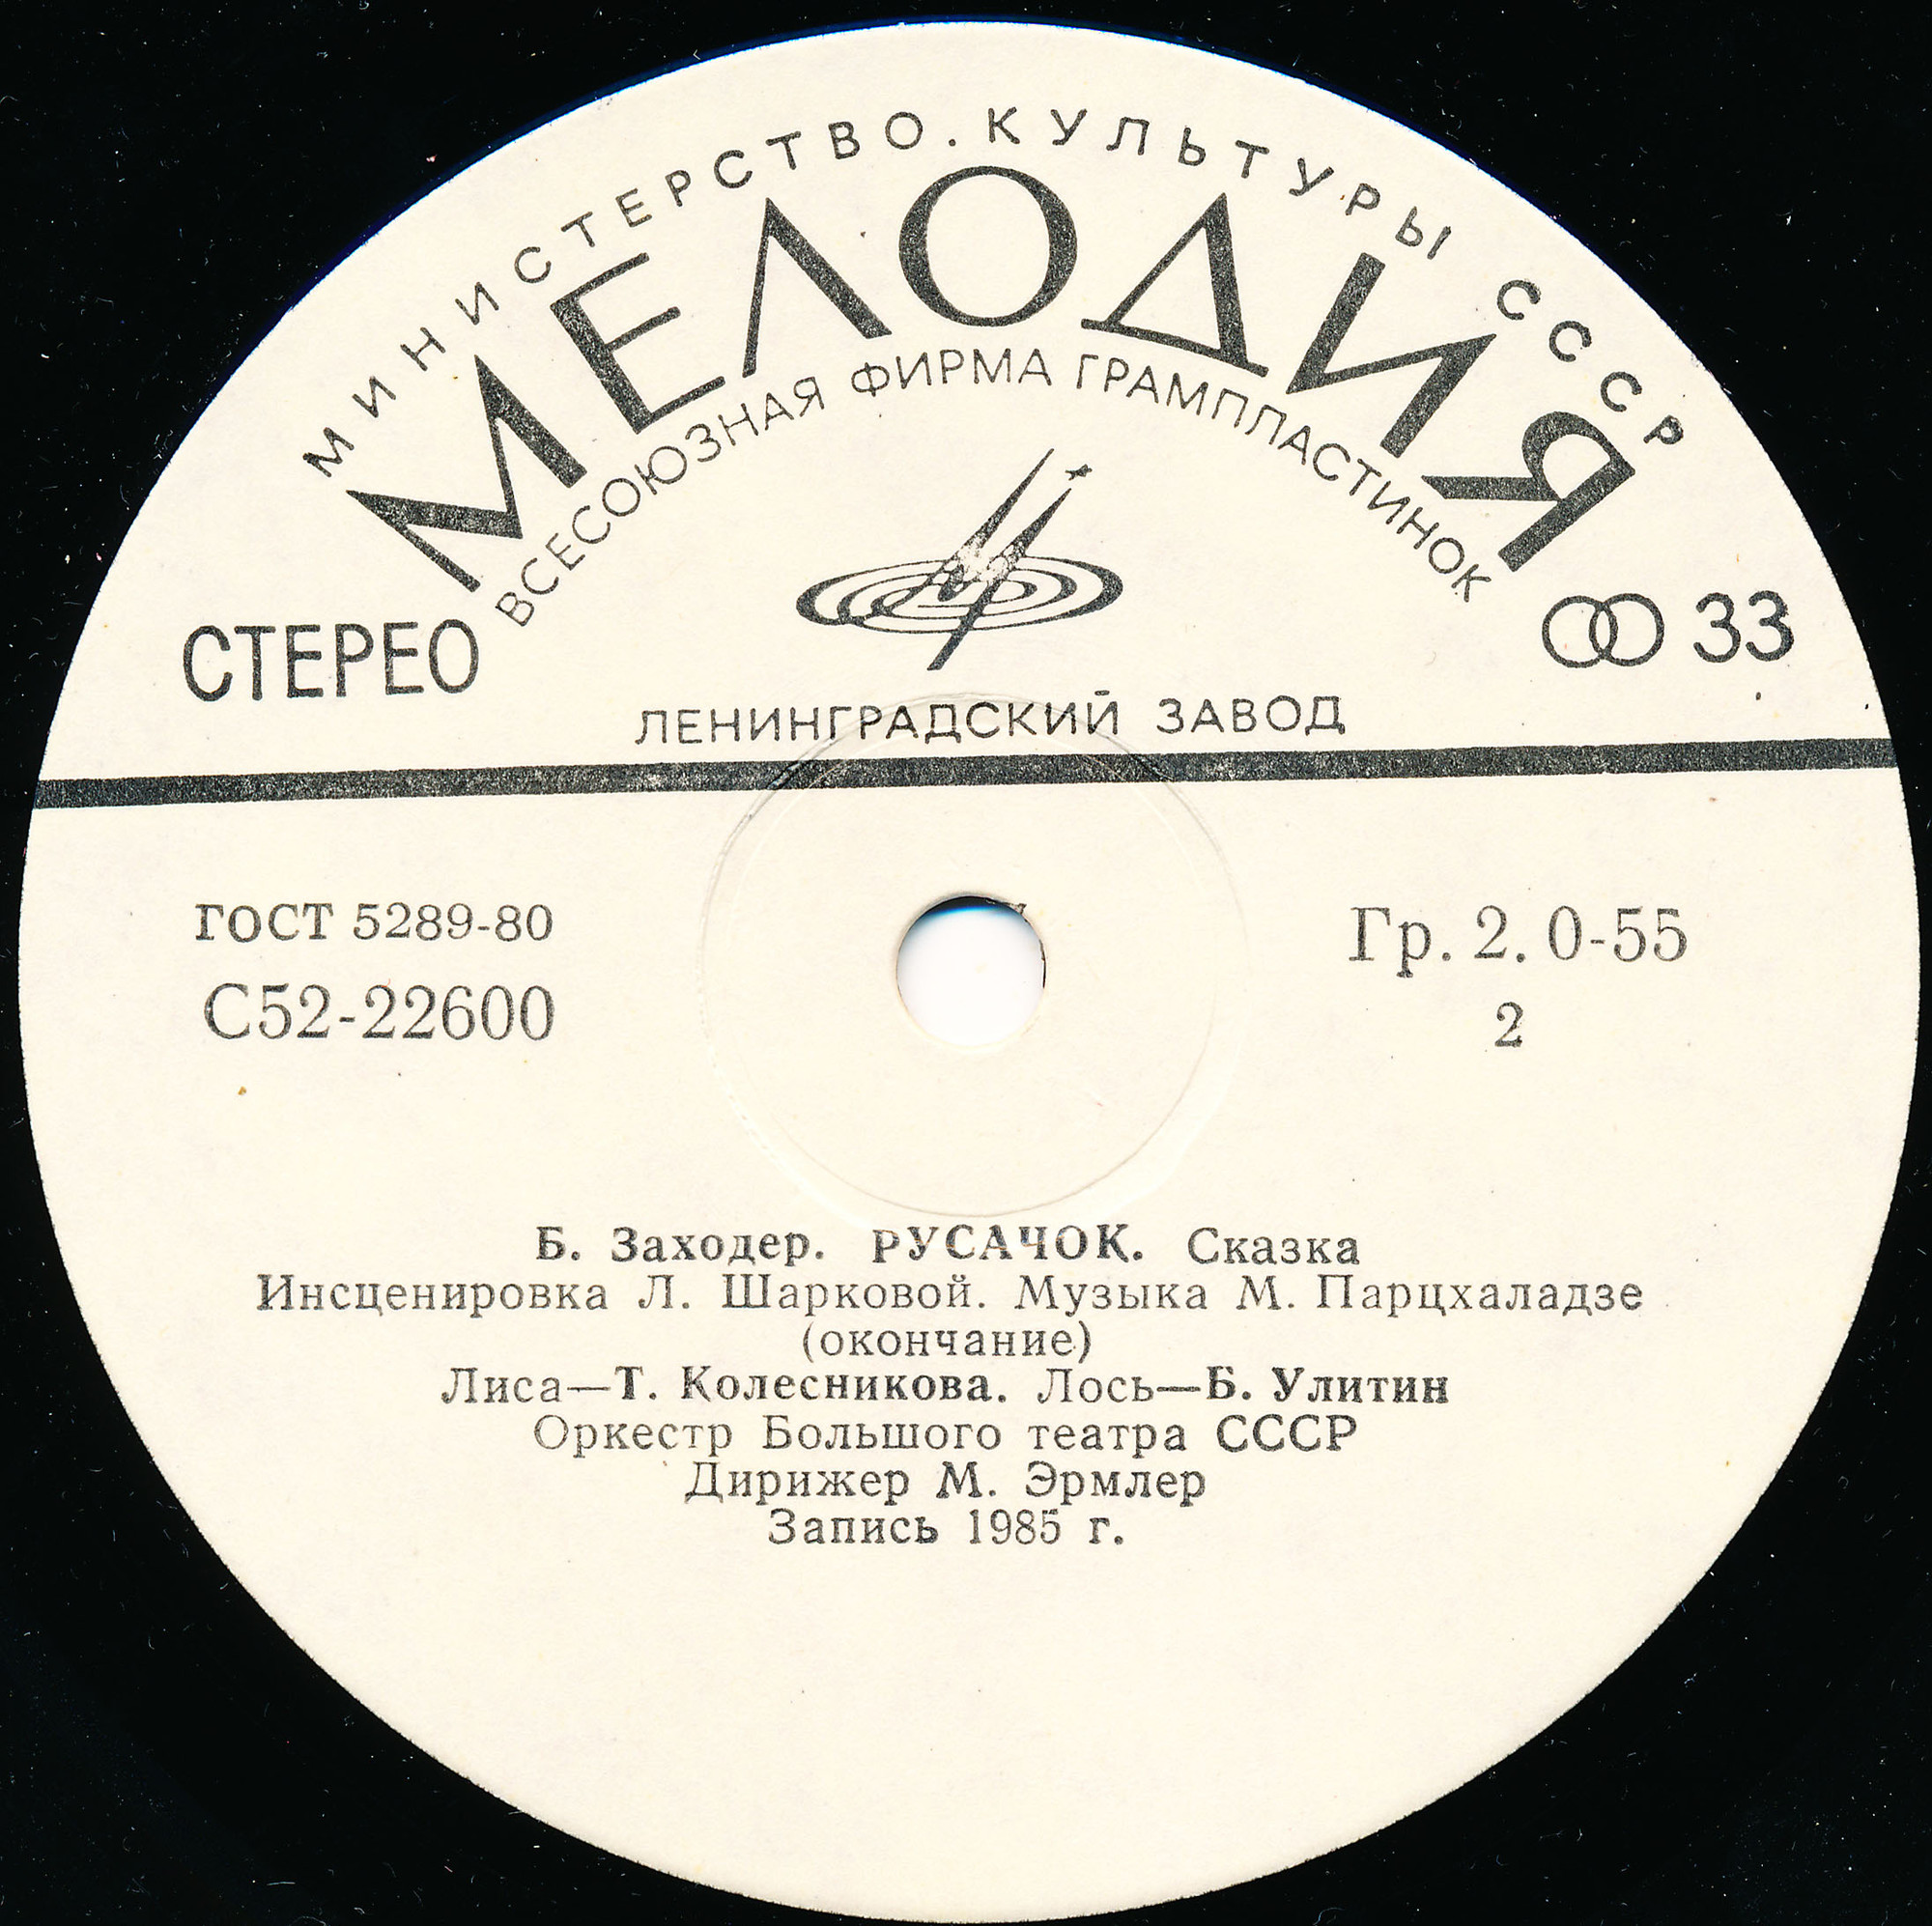 МИНИСТЕРСТВО. КУЛЬТУРЫ СССР
МЕЛОДИЯ
ВСЕСОЮЗНАЯ ФИРМА ГРАМПЛАСТИНОК
СТЕРЕО
33
ЛЕНИНГРАДСКИЙ ЗАВОД
ГОСТ 5289-80
Гр. 2. 0-55
С52-22600
2
Б. Заходер. РУСАЧОК. Сказка
Инсценировка Л. Шарковой. Музыка М. Парцхаладзе
(окончание)
Лиса—Т. Колесникова. Лось—Б. Улитин
Оркестр Большого театра СССР
Дирижер М. Эрмлер
Запись 1985 г.